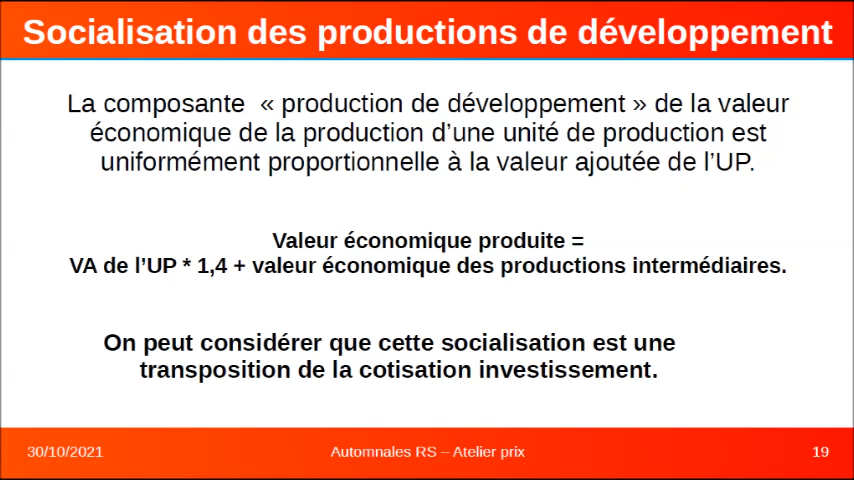 Socialisation des productions de développement
La composante « production de développement » de la valeur
économique de la production d’une unité de production est
uniformément proportionnelle à la valeur ajoutée de l’UP.
Valeur économique produite =
VA de l’UP * 1,4 + valeur économique des productions intermédiaires.
On peut considérer que cette socialisation est une
transposition de la cotisation investissement.
30/10/2021
Automnales RS – Atelier prix
19